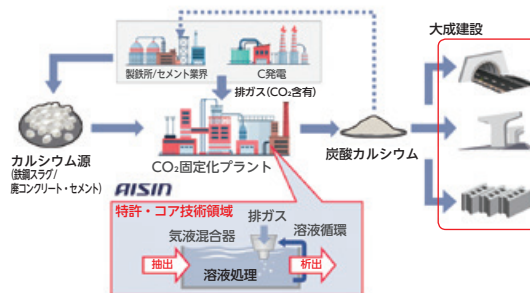 大成建設
製鉄所/セメント業界
C発電
排ガス(CO₂含有)
カルシウム源
(鉄鋼スラグ/
廃コンクリート・セメント)
CO₂固定化プラント
炭酸カルシウム
AISIN
特許・コア技術領域
排ガス
溶液循環
気液混合器
抽出
溶液処理
析出